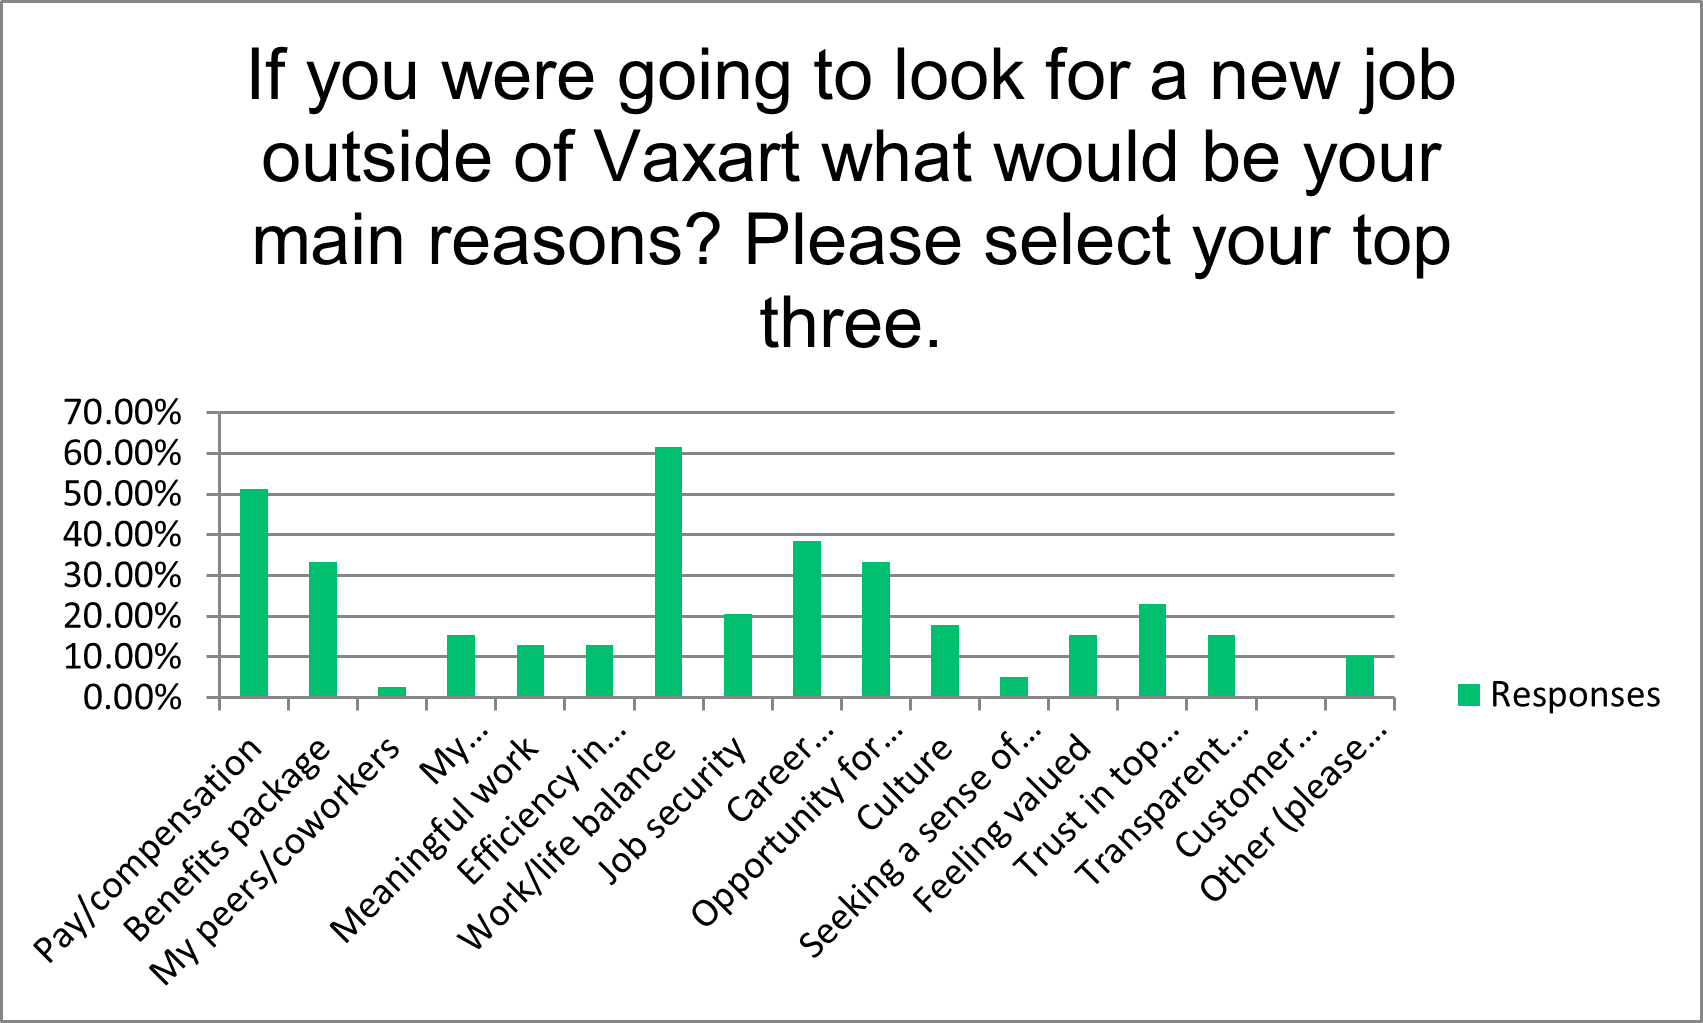 If you were going to look for a new job
outside of Vaxart what would be your
main reasons? Please select your top
three.
70.00%
60.00%
50.00%
40.00%
30.00%
20.00%
10.00%
0.00%
Responses
Pay/compensation
Benefits package
My peers/coworkers
My…
Meaningful work
Efficiency in…
Work/life balance
Job security
Career…
Opportunity for…
Culture
Seeking a sense of…
Feeling valued
Trust in top…
Transparent…
Customer…
Other (please…